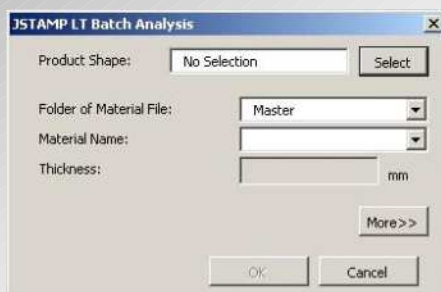 JSTAMP LT Batch Analysis
Product Shape: No Selection Select
Folder of Material File: Master
Material Name:
Thickness: mm
More>>
OK Cancel